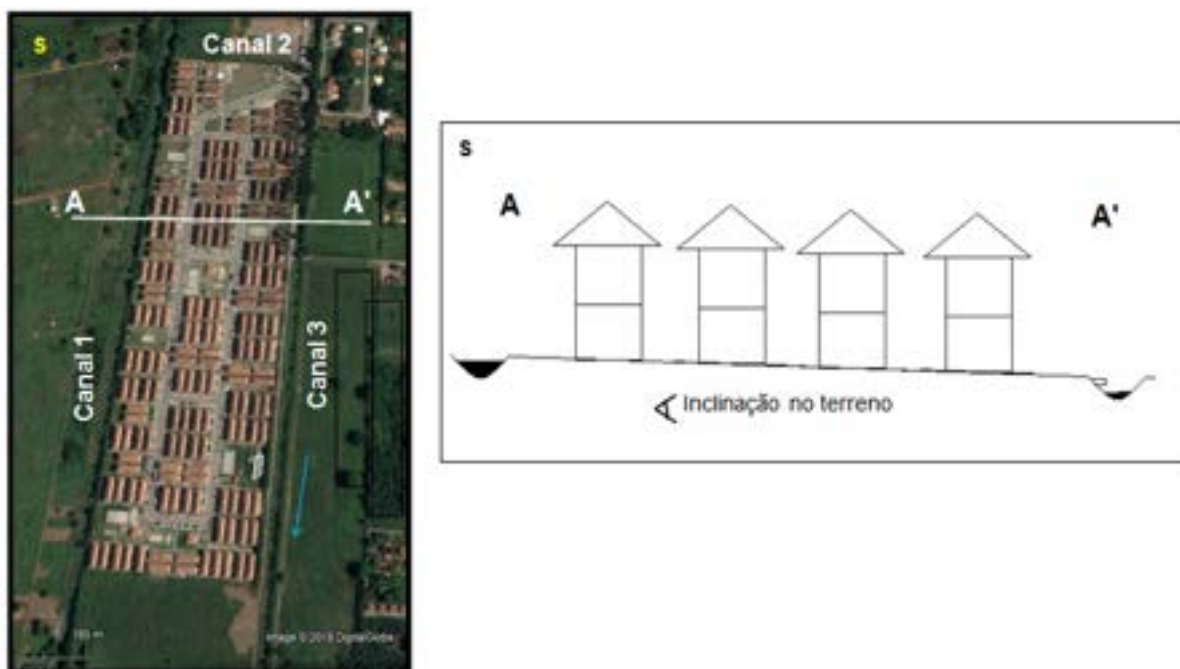 s
Canal 2
A
A'
Canal 1
Canal 3
Image © 2018 DigitalGlobe
s
A
A'
Inclinação no terreno